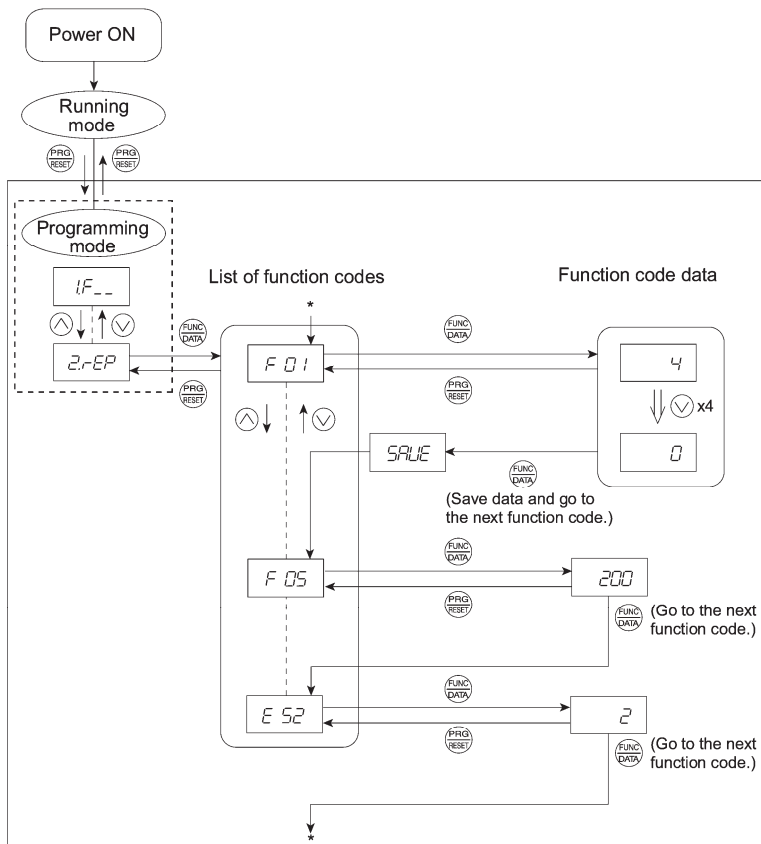 Power ON
Running
mode
PRG
RESET
PRG
RESET
Programming
mode
1.F__
2.rEP
FUNC
DATA
PRG
RESET
List of function codes
*
F 01
F 05
E 52
FUNC
DATA
PRG
RESET
Function code data
4
x4
0
SAVE
FUNC
DATA
(Save data and go to
the next function code.)
FUNC
DATA
PRG
RESET
200
FUNC
DATA
(Go to the next
function code.)
FUNC
DATA
PRG
RESET
2
FUNC
DATA
(Go to the next
function code.)
*